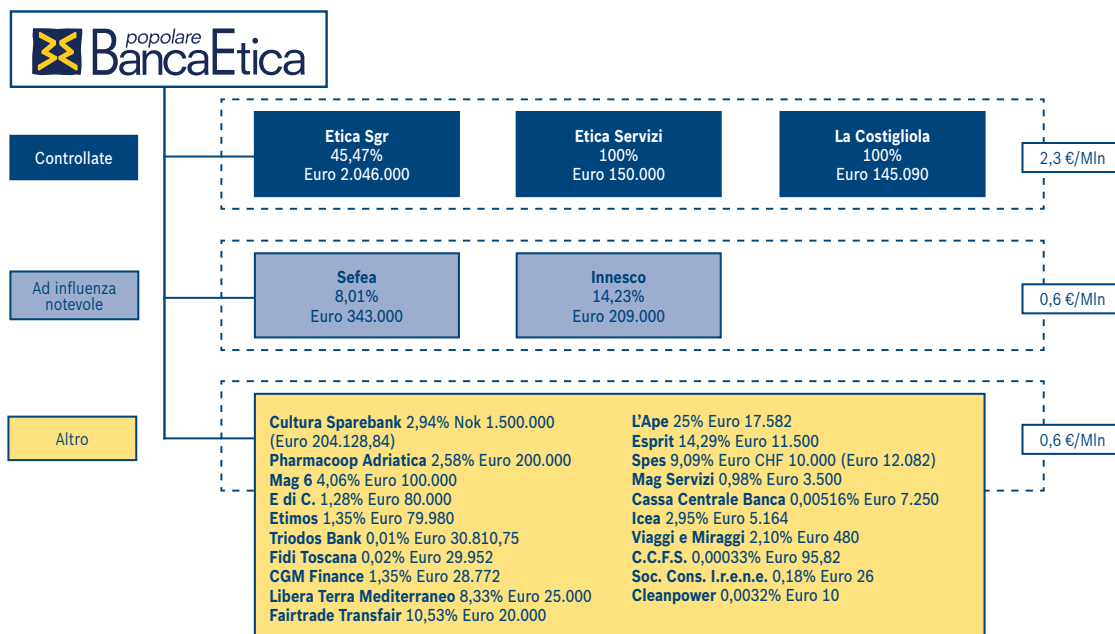 popolare
BancaEtica
Controllate
Etica Sgr
45,47%
Euro 2.046.000
Etica Servizi
100%
Euro 150.000
La Costigliola
100%
Euro 145.090
2,3 €/Mln
Ad influenza
notevole
Sefea
8,01%
Euro 343.000
Innesco
14,23%
Euro 209.000
0,6 €/Mln
Altro
Cultura Sparebank 2,94% Nok 1.500.000
(Euro 204.128,84)
Pharmacoop Adriatica 2,58% Euro 200.000
Mag 6 4,06% Euro 100.000
E di C. 1,28% Euro 80.000
Etimos 1,35% Euro 79.980
Triodos Bank 0,01% Euro 30.810,75
Fidi Toscana 0,02% Euro 29.952
CGM Finance 1,35% Euro 28.772
Libera Terra Mediterraneo 8,33% Euro 25.000
Fairtrade Transfair 10,53% Euro 20.000
L'Ape 25% Euro 17.582
Esprit 14,29% Euro 11.500
Spes 9,09% Euro CHF 10.000 (Euro 12.082)
Mag Servizi 0,98% Euro 3.500
Cassa Centrale Banca 0,00516% Euro 7.250
Icea 2,95% Euro 5.164
Viaggi e Miraggi 2,10% Euro 480
C.C.F.S. 0,00033% Euro 95,82
Soc. Cons. I.r.e.n.e. 0,18% Euro 26
Cleanpower 0,0032% Euro 10
0,6 €/Mln